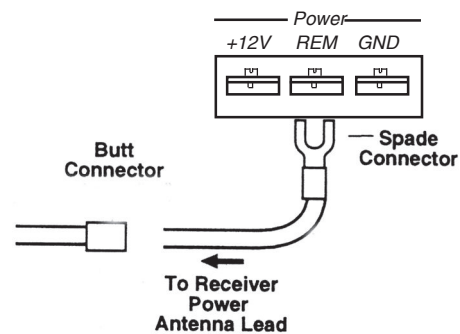 Power
+12V REM GND
Spade
Connector
Butt
Connector
To Receiver
Power
Antenna Lead